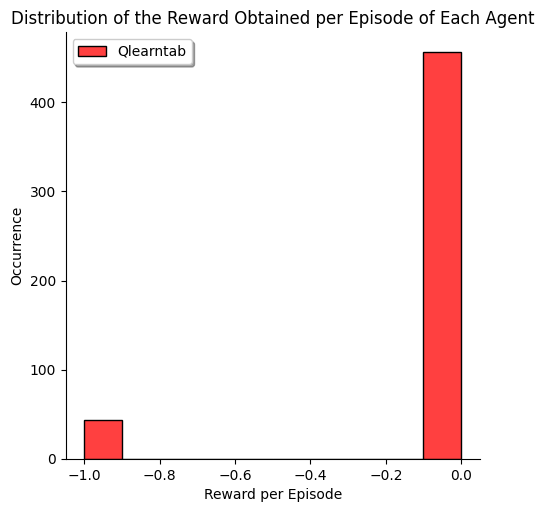 Distribution of the Reward Obtained per Episode of Each Agent
Qlearntab
400
300
200
100
0
Occurrence
−1.0 −0.8 −0.6 −0.4 −0.2 0.0
Reward per Episode